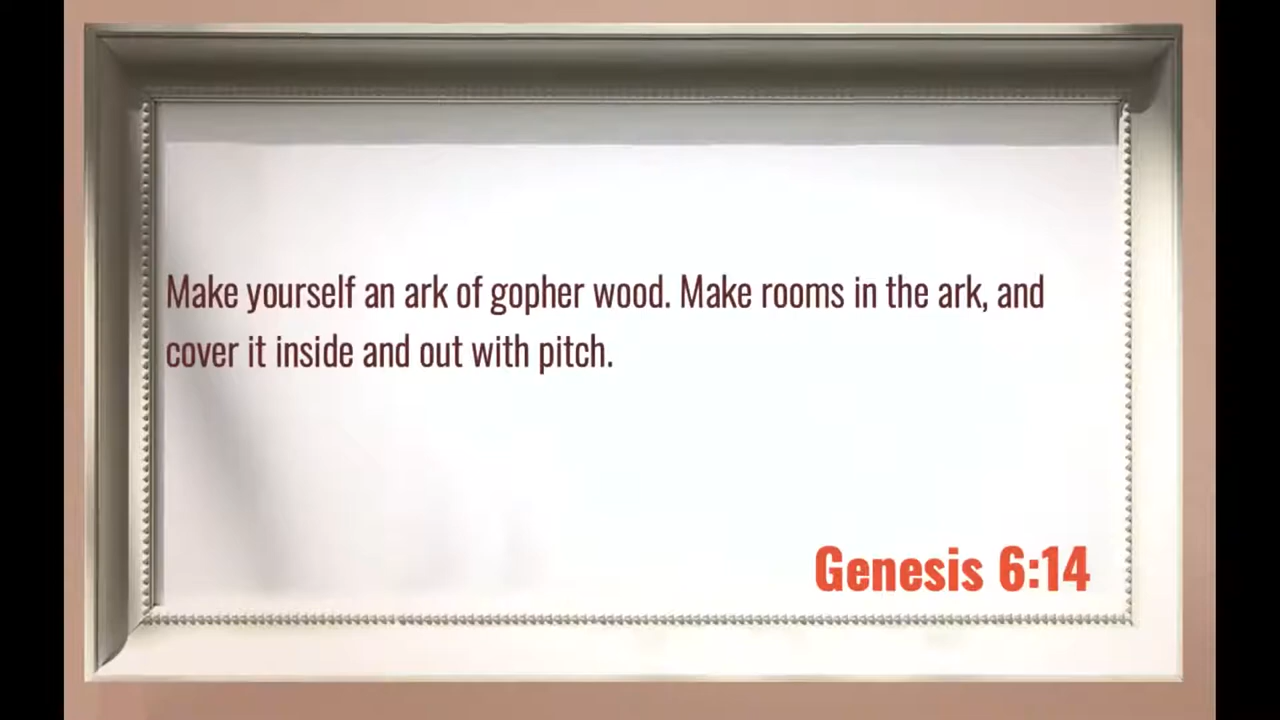 Make yourself an ark of gopher wood. Make rooms in the ark, and
cover it inside and out with pitch.
Genesis 6:14